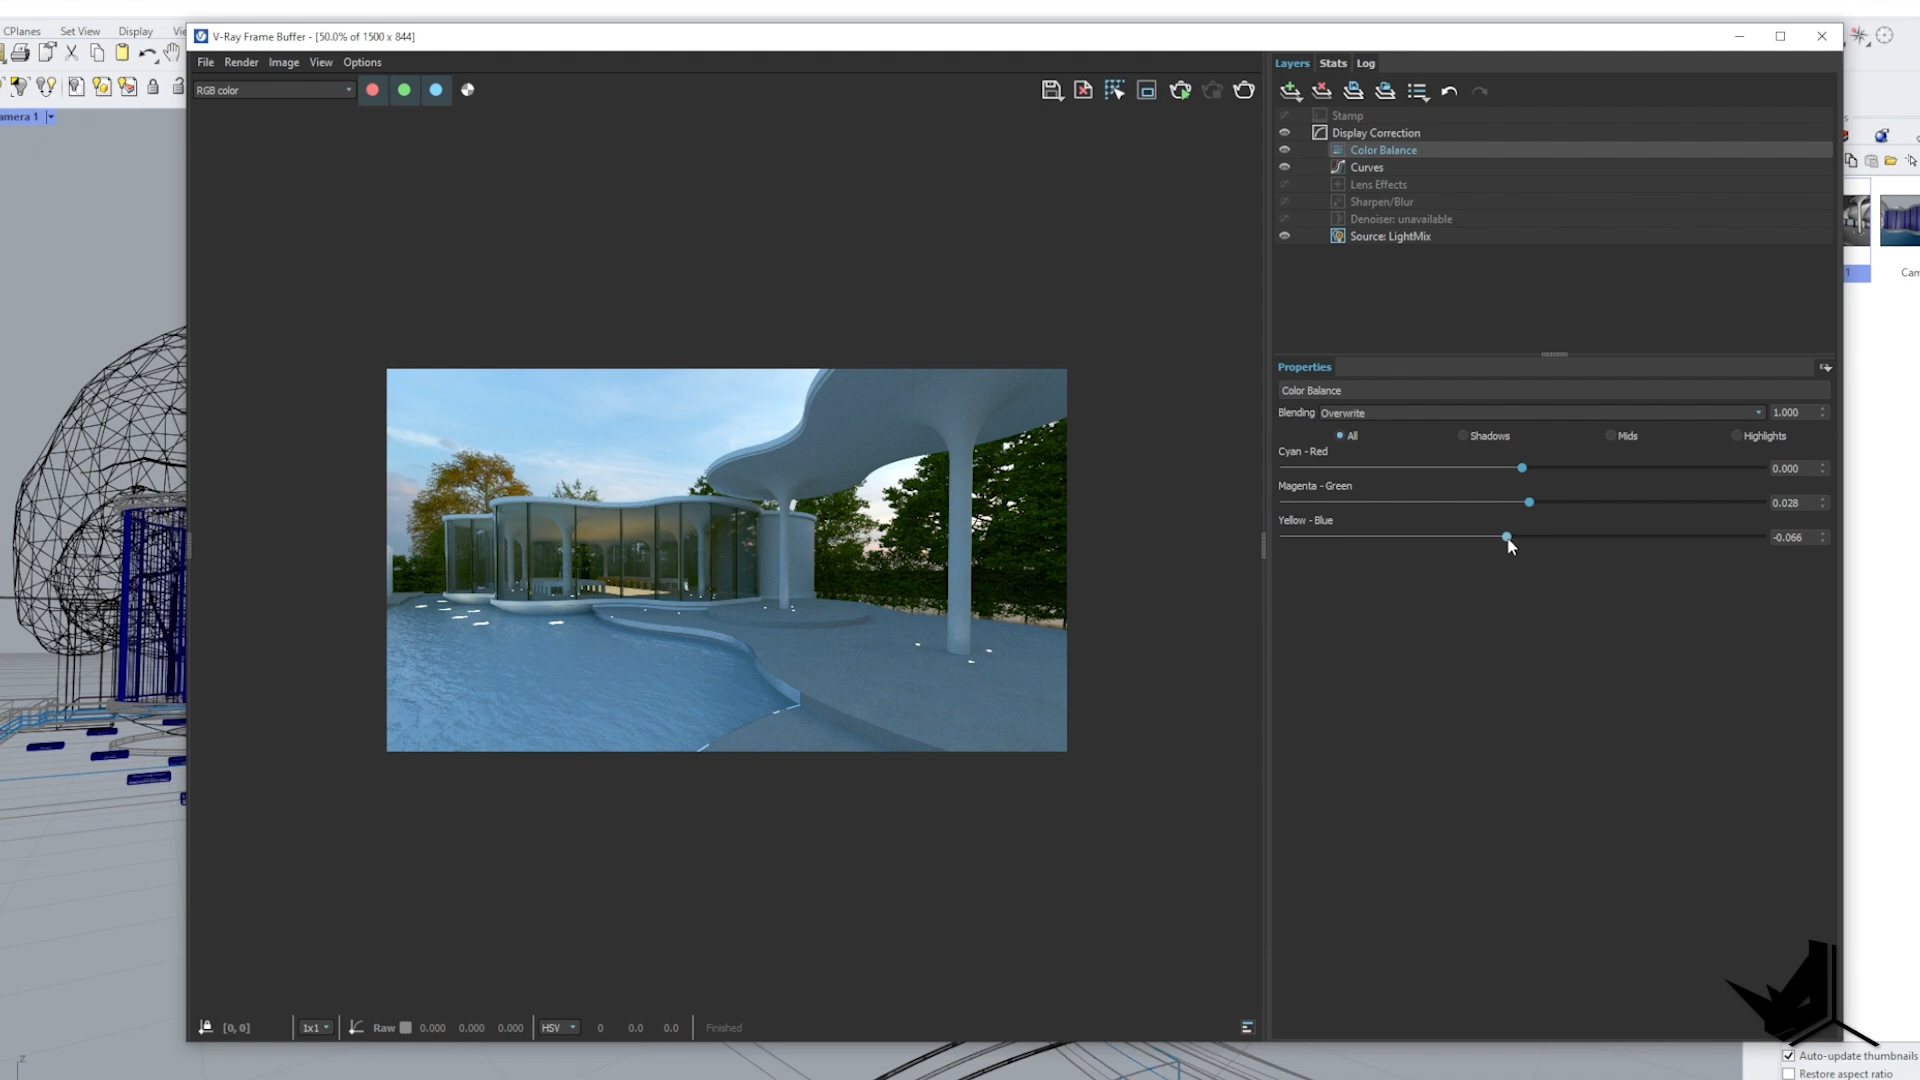 CPlanes Set View Display
V-Ray Frame Buffer - [50.0% of 1500 x 844]
File Render Image View Options
RGB color
Layers Stats Log
Stamp
Display Correction
Color Balance
Curves
Lens Effects
Sharpen/Blur
Denoiser: unavailable
Source: LightMix
Properties
Color Balance
Blending Overwrite 1.000
All Shadows Mids Highlights
Cyan - Red
0.000
Magenta - Green
0.028
Yellow - Blue
-0.066
amera 1
1
Cam
[0, 0] 1x1 Raw 0.000 0.000 0.000 HSV 0 0.0 0.0 Finished
z
Auto-update thumbnails
Restore aspect ratio